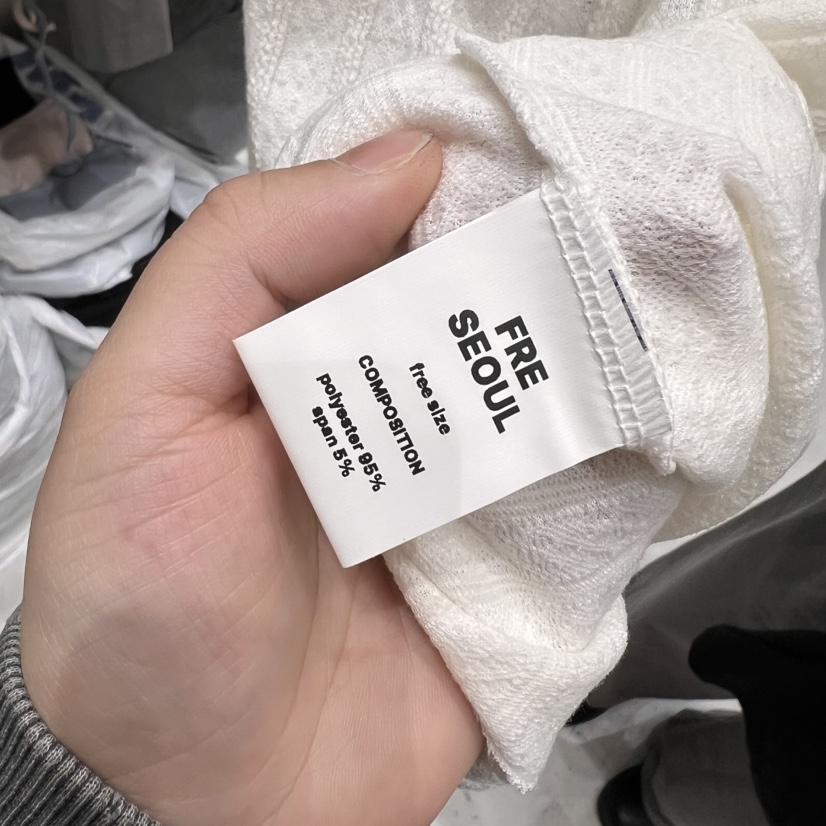 FRE
SEOUL
free size
COMPOSITION
polyester 95%
span 5%